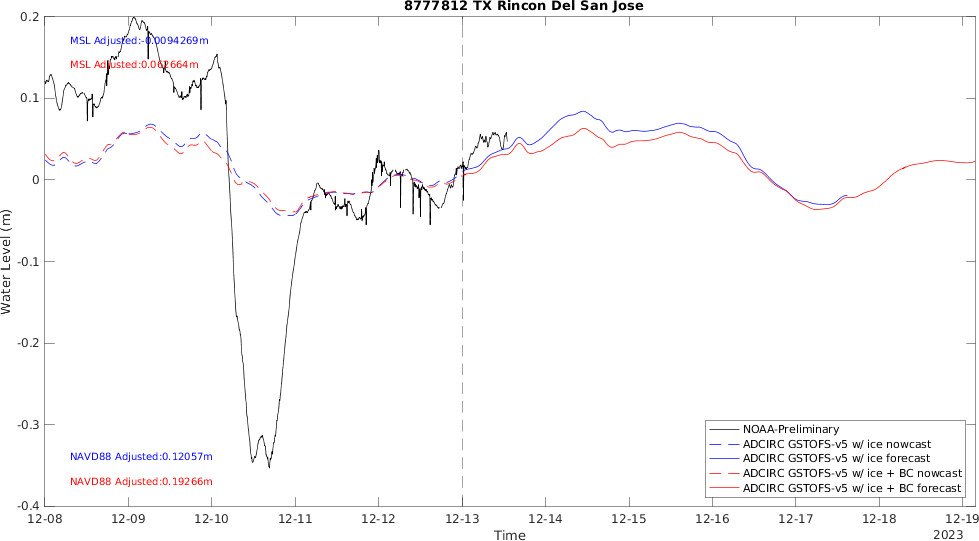 8777812 TX Rincon Del San Jose
MSL Adjusted:-0.0094269m
MSL Adjusted:0.062664m
NAVD88 Adjusted:0.12057m
NAVD88 Adjusted:0.19266m
Water Level (m)
0.2
0.1
0
-0.1
-0.2
-0.3
-0.4
NOAA-Preliminary
ADCIRC GSTOFS-v5 w/ ice nowcast
ADCIRC GSTOFS-v5 w/ ice forecast
ADCIRC GSTOFS-v5 w/ ice + BC nowcast
ADCIRC GSTOFS-v5 w/ ice + BC forecast
12-08 12-09 12-10 12-11 12-12 12-13 12-14 12-15 12-16 12-17 12-18 12-19
Time
2023